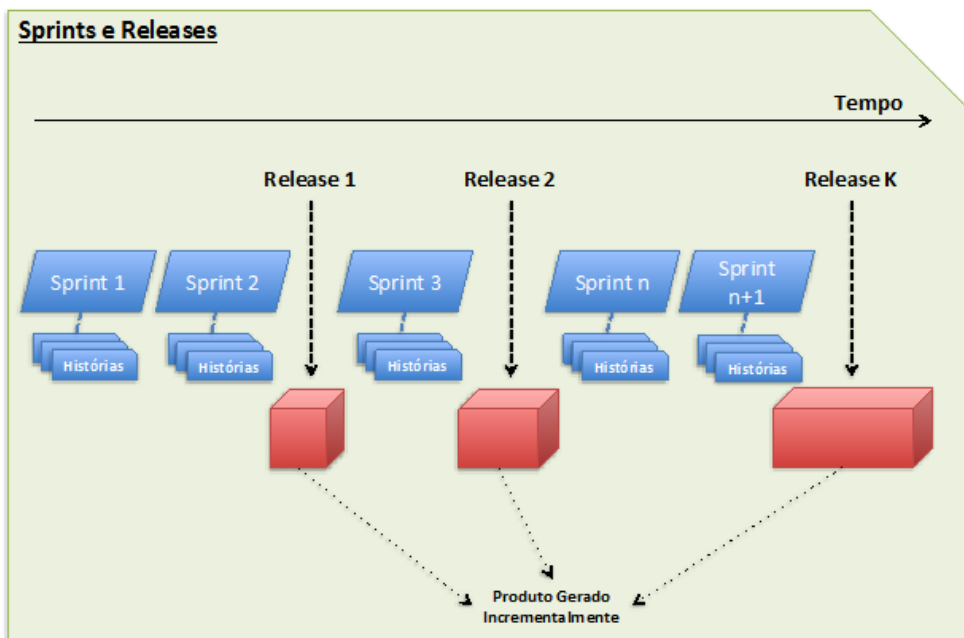 Sprints e Releases
Tempo
Release 1
Release 2
Release K
Sprint 1
Sprint 2
Sprint 3
Sprint n
Sprint
n+1
Histórias
Histórias
Histórias
Histórias
Histórias
Produto Gerado
Incrementalmente